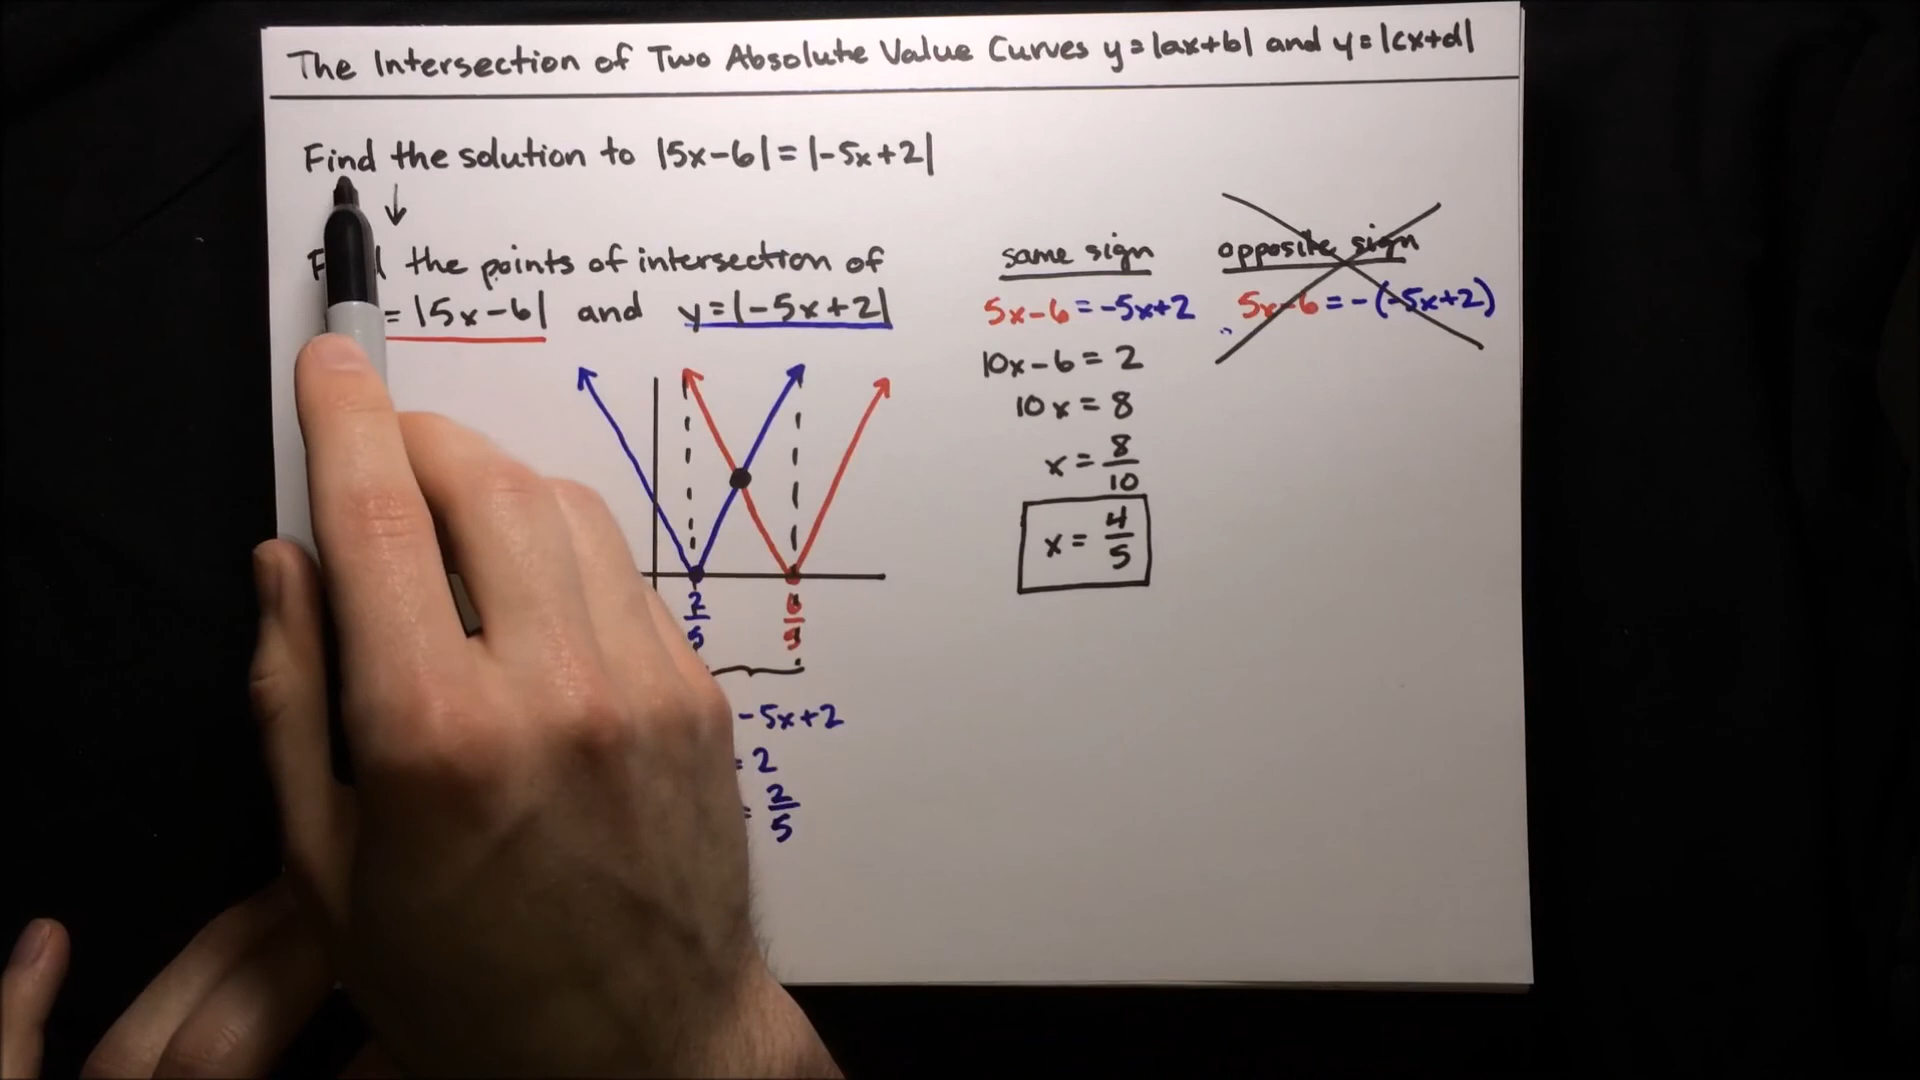 The Intersection of Two Absolute Value Curves y=|ax+b| and y=|cx+d|
Find the solution to |5x-6|=|-5x+2|
↓
the points of intersection of
=|5x-6| and y=|-5x+2|
2/5
6/5
-5x+2
= 2
= 2/5
same sign
5x-6=-5x+2
10x-6=2
10x=8
x=8/10
x=4/5
opposite sign
5x-6=-(-5x+2)